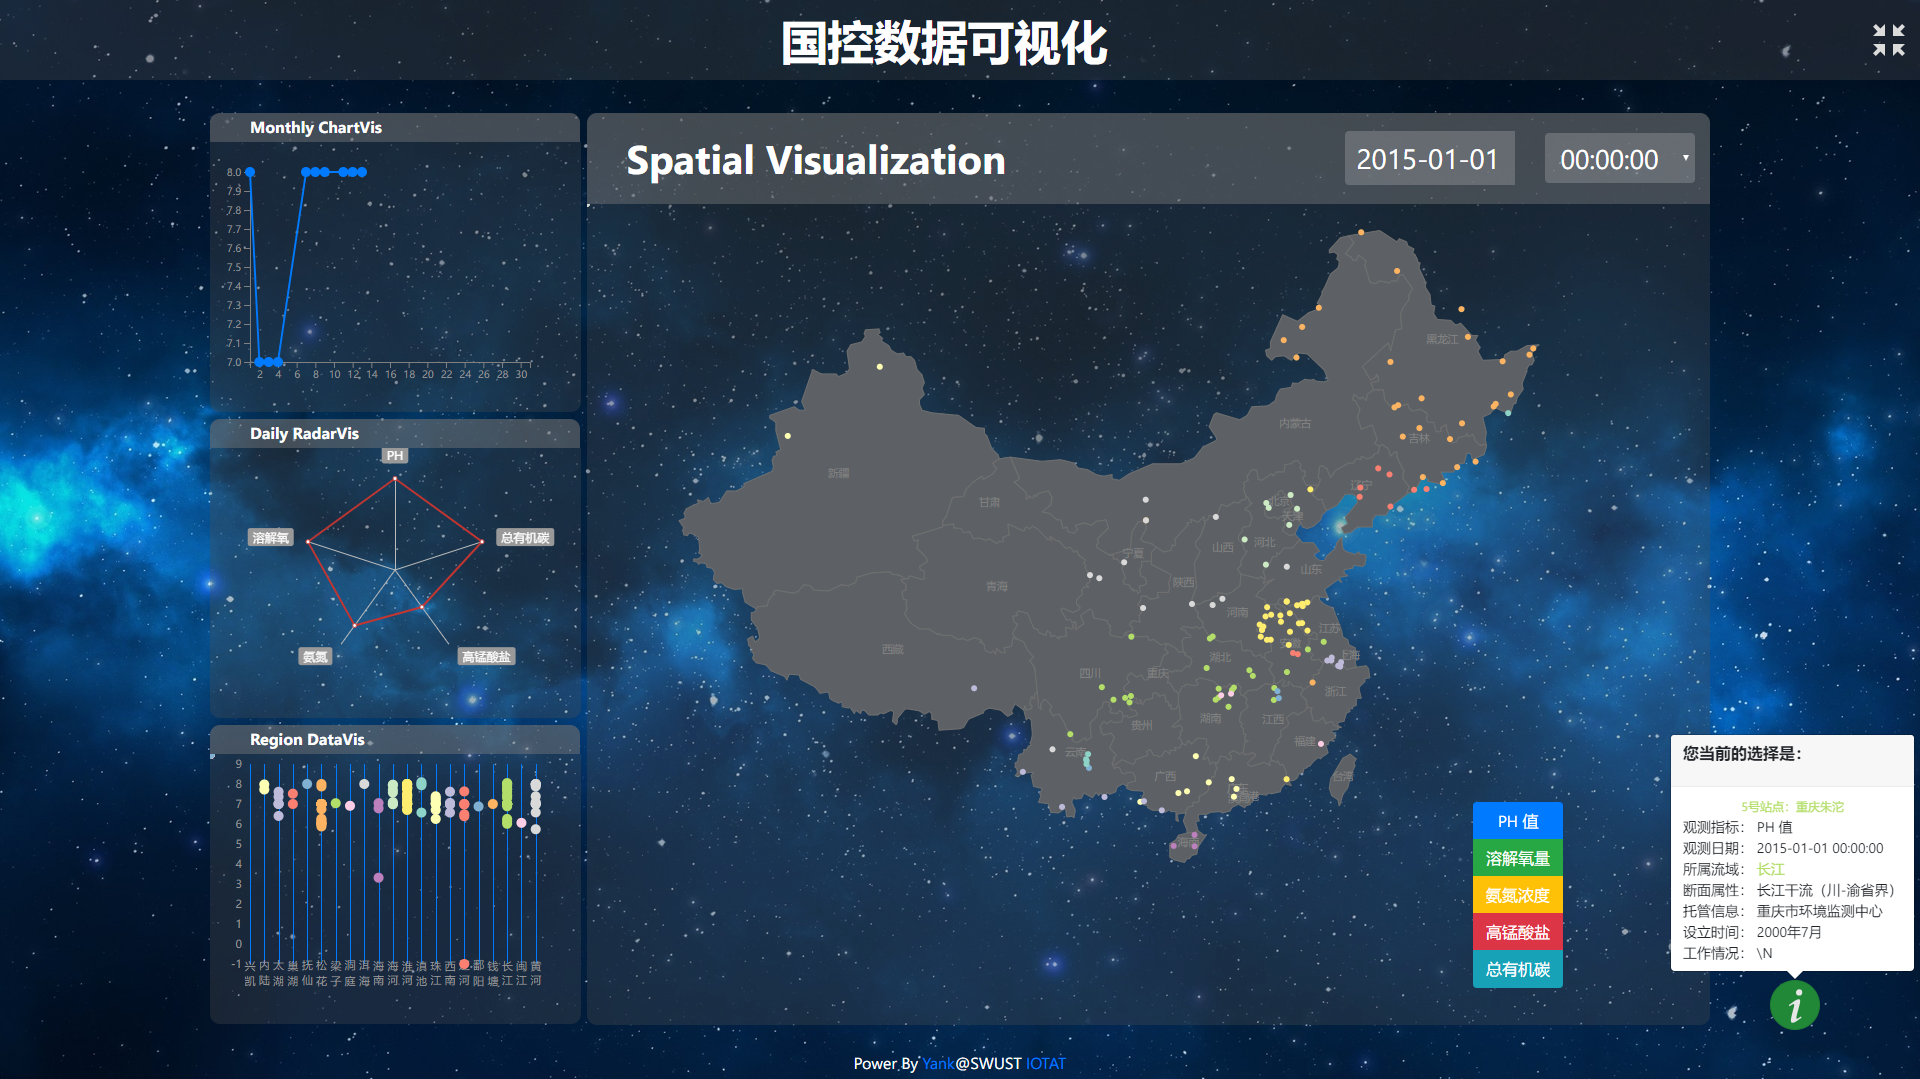 国控数据可视化
Monthly ChartVis
8.0
7.9
7.8
7.7
7.6
7.5
7.4
7.3
7.2
7.1
7.0
2 4 6 8 10 12 14 16 18 20 22 24 26 28 30
Daily RadarVis
PH
溶解氧
总有机碳
氨氮
高锰酸盐
Region DataVis
9
8
7
6
5
4
3
2
1
0
-1
兴凯 内陆 太湖 巢湖 抚仙 松花 梁子 洞庭 洱海 海南 海河 淮河 滇池 珠江 西南 辽河 鄱阳 钱塘 长江 闽江 黄河
Spatial Visualization
2015-01-01
00:00:00
黑龙江
内蒙古
吉林
新疆
辽宁
甘肃
北京
天津
山西
河北
宁夏
山东
青海
陕西
河南
江苏
安徽
西藏
湖北
上海
四川
重庆
浙江
湖南
江西
贵州
福建
云南
广西
台湾
海南
PH 值
溶解氧量
氨氮浓度
高锰酸盐
总有机碳
您当前的选择是：
5号站点：重庆朱沱
观测指标： PH 值
观测日期： 2015-01-01 00:00:00
所属流域： 长江
断面属性： 长江干流（川-渝省界）
托管信息： 重庆市环境监测中心
设立时间： 2000年7月
工作情况： \N
i
Power By Yank@SWUST IOTAT